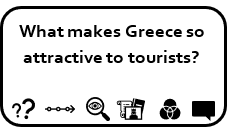 What makes Greece so
attractive to tourists?
??